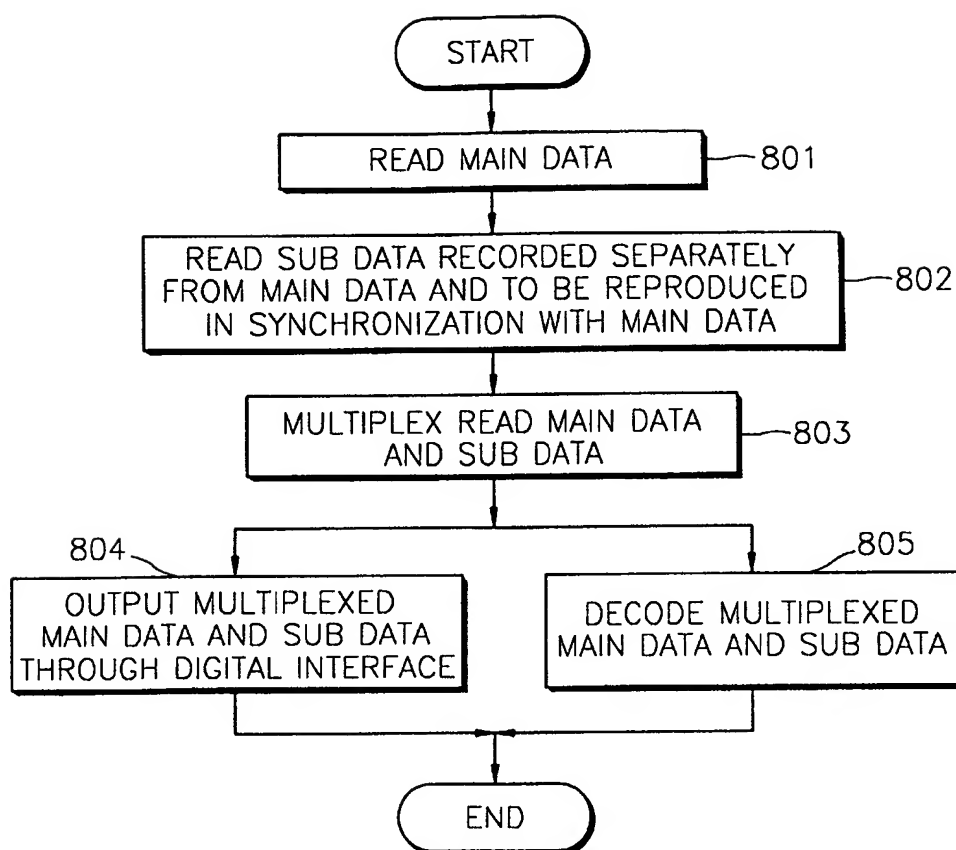 START
READ MAIN DATA
801
READ SUB DATA RECORDED SEPARATELY
FROM MAIN DATA AND TO BE REPRODUCED
IN SYNCHRONIZATION WITH MAIN DATA
802
MULTIPLEX READ MAIN DATA
AND SUB DATA
803
804
OUTPUT MULTIPLEXED
MAIN DATA AND SUB DATA
THROUGH DIGITAL INTERFACE
805
DECODE MULTIPLEXED
MAIN DATA AND SUB DATA
END